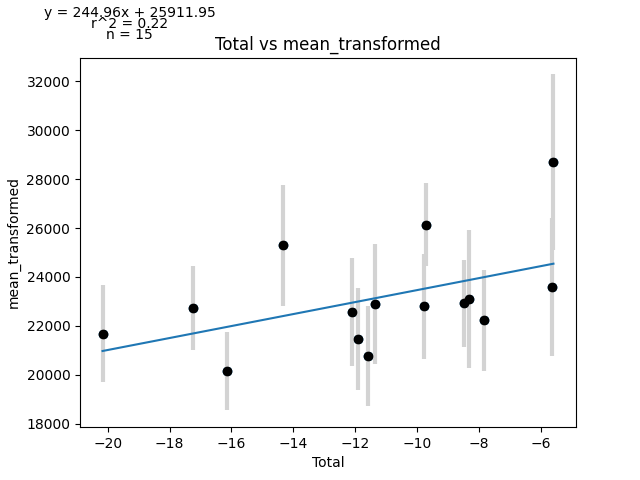 y = 244.96x + 25911.95
r^2 = 0.22
n = 15
Total vs mean_transformed
32000
30000
28000
26000
24000
22000
20000
18000
mean_transformed
−20
−18
−16
−14
−12
−10
−8
−6
Total